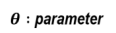 θ : parameter